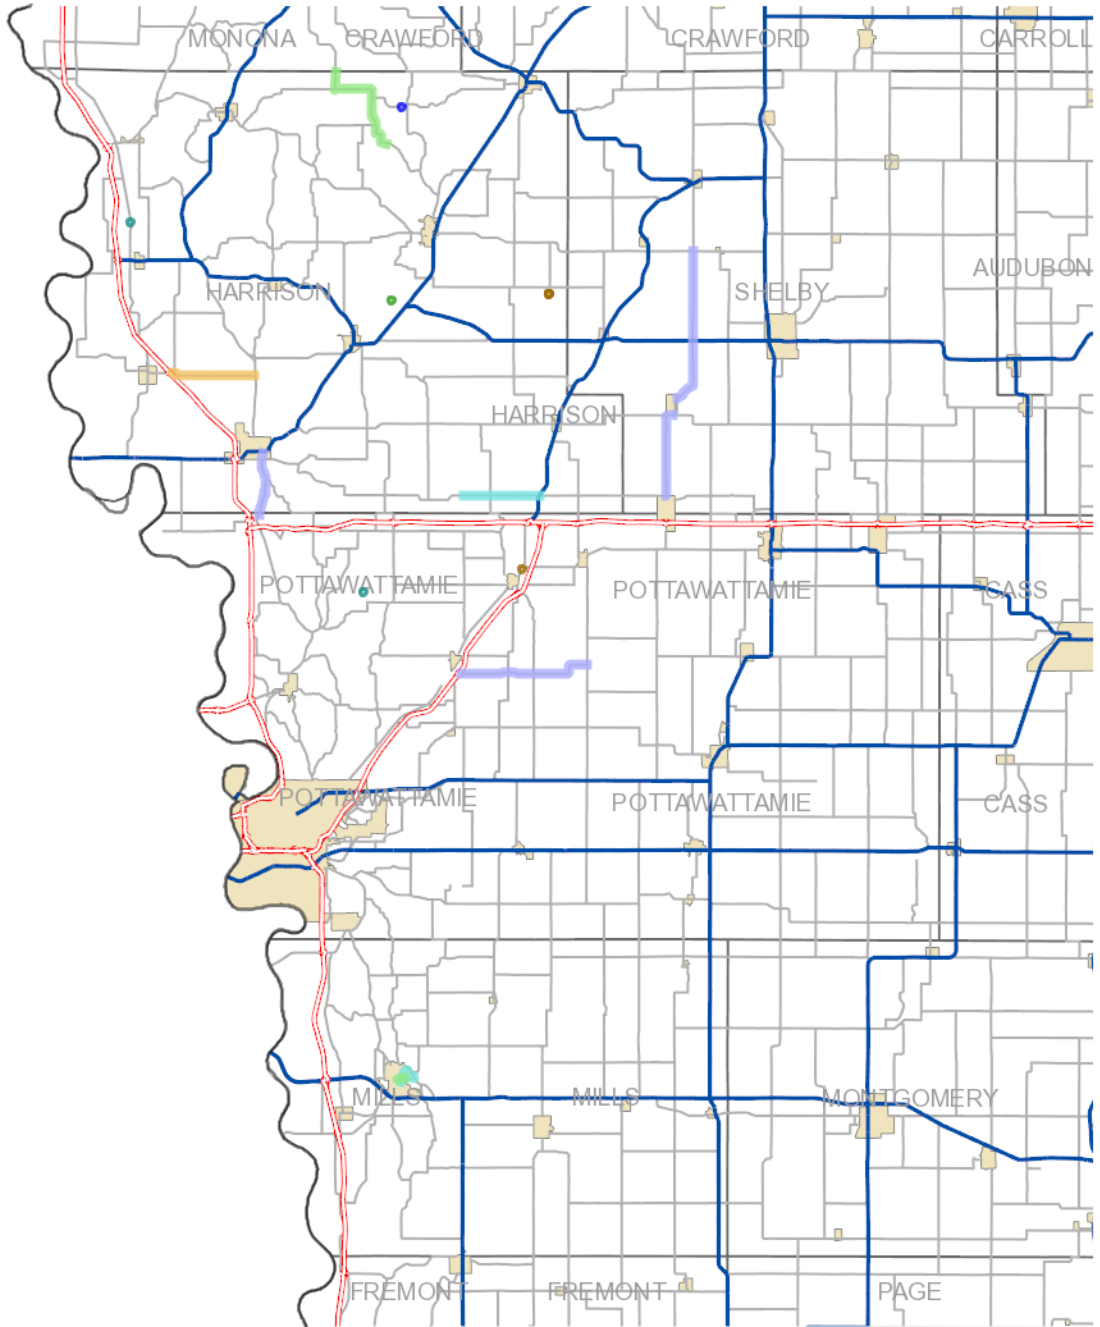 MONONA CRAWFORD CRAWFORD CARROLL
AUDUBON
HARRISON SHELBY
HARRISON
POTTAWATTAMIE POTTAWATTAMIE CASS
POTTAWATTAMIE POTTAWATTAMIE CASS
MILLS MILLS MONTGOMERY
FREMONT FREMONT PAGE